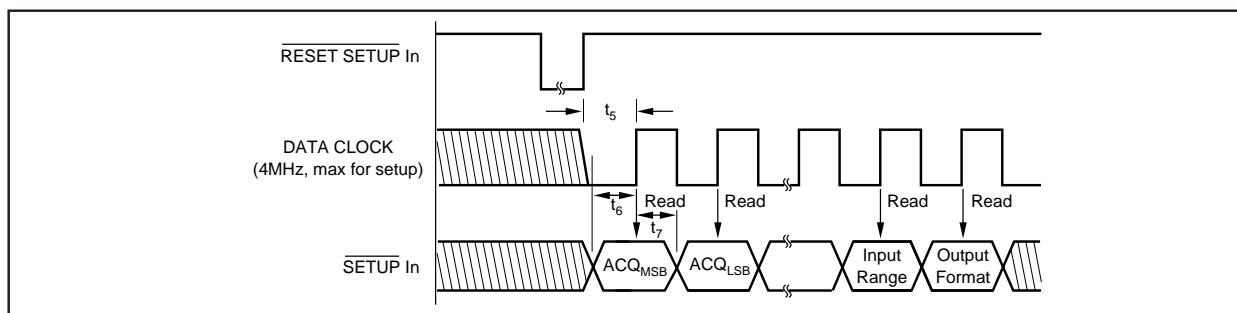 RESET SETUP In
t5
DATA CLOCK
(4MHz, max for setup)
Read Read Read Read
t6
t7
SETUP In
ACQMSB ACQLSB Input Range Output Format